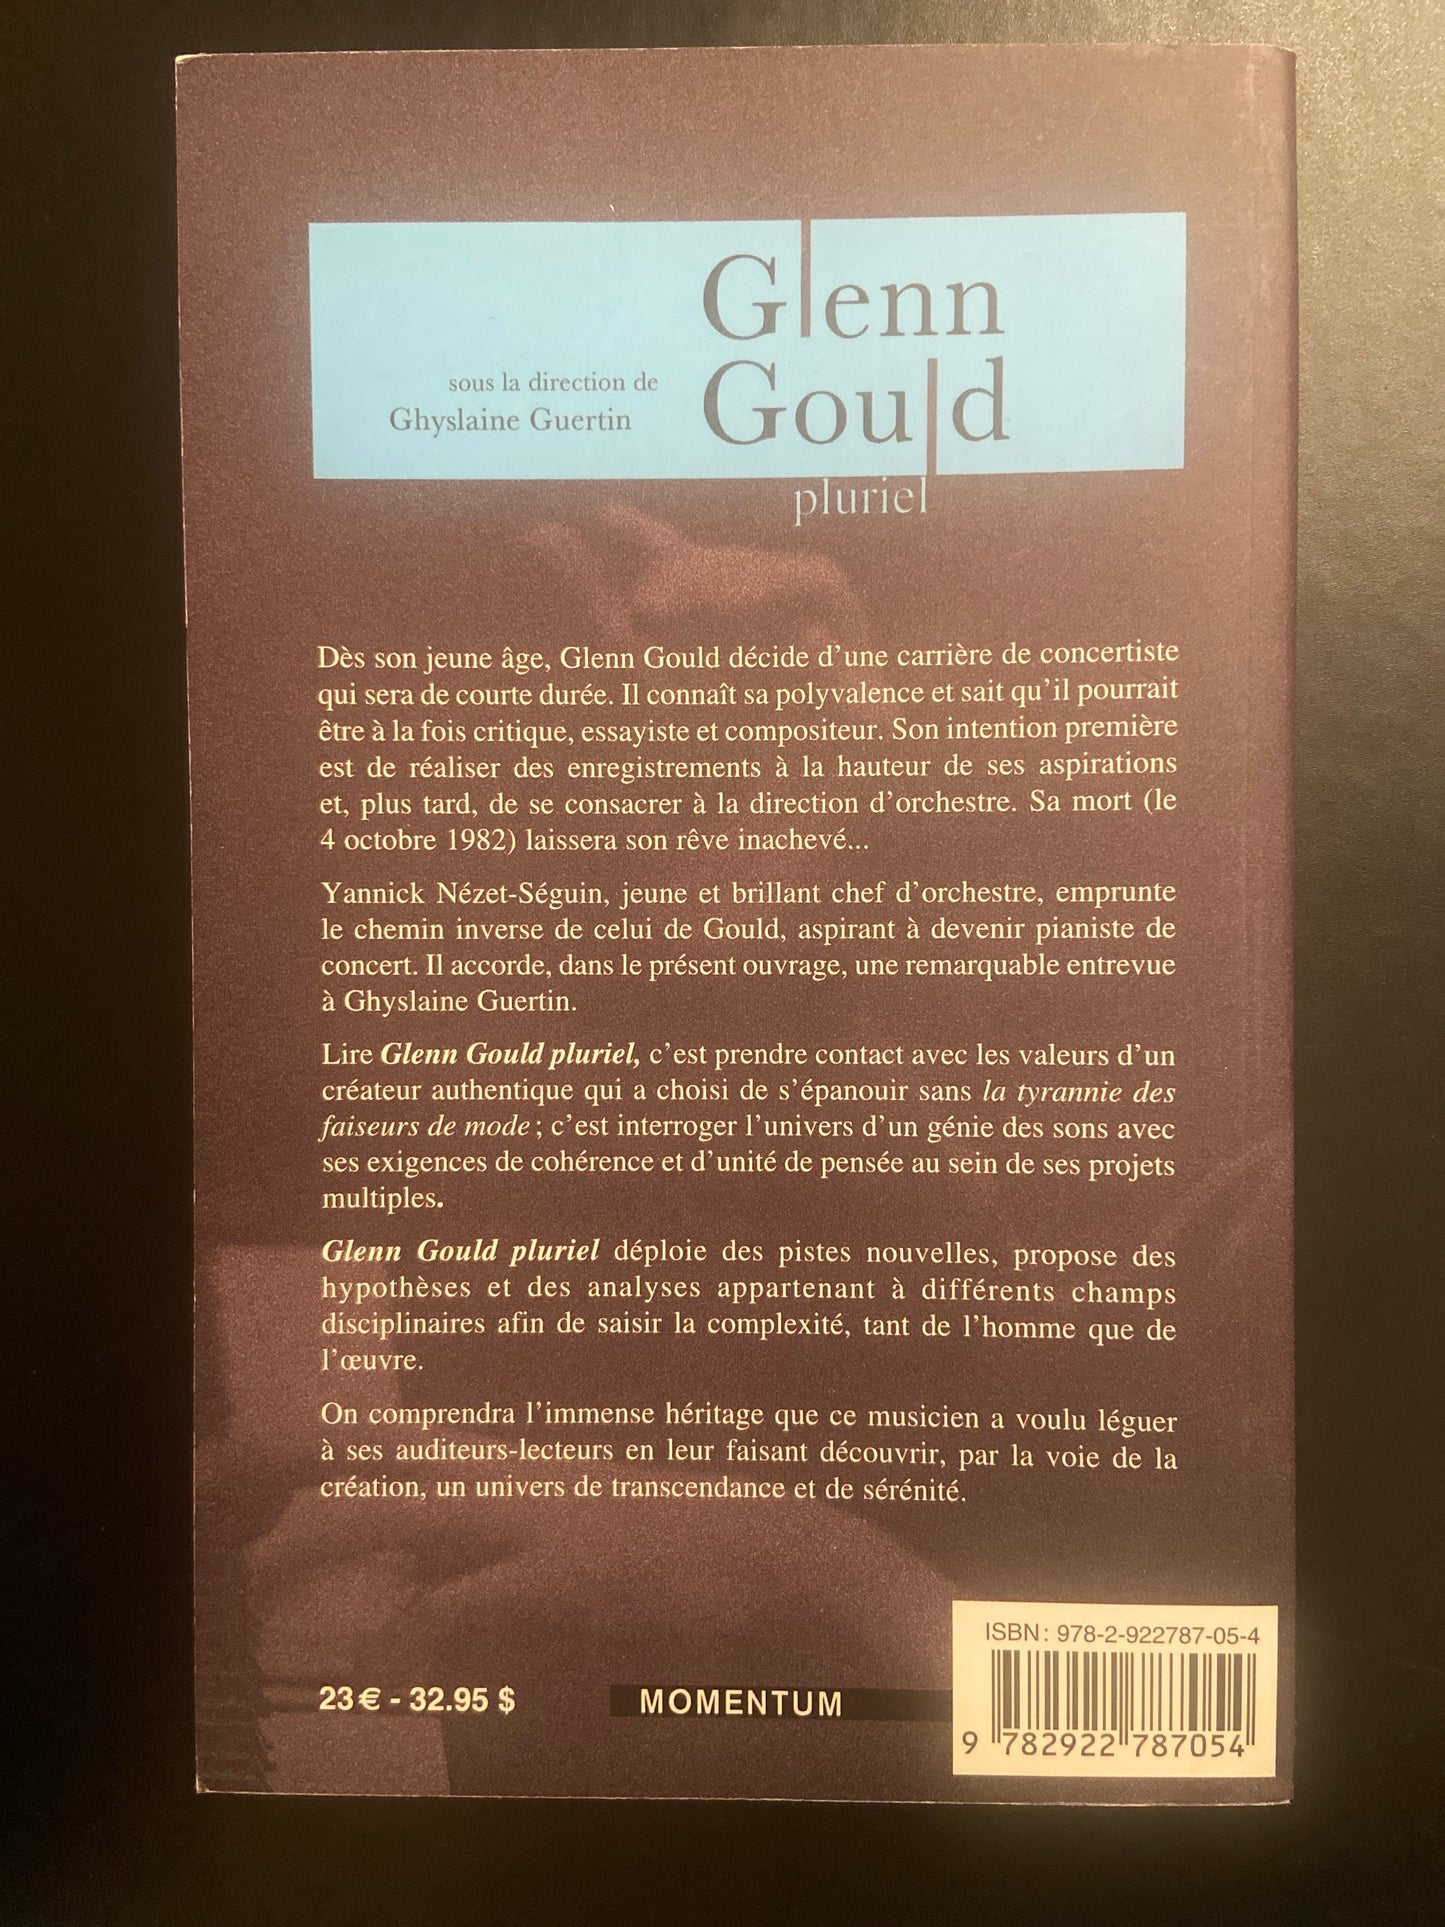 Glenn
sous la direction de
Ghyslaine Guertin
Gould
pluriel
Dès son jeune âge, Glenn Gould décide d'une carrière de concertiste
qui sera de courte durée. Il connaît sa polyvalence et sait qu'il pourrait
être à la fois critique, essayiste et compositeur. Son intention première
est de réaliser des enregistrements à la hauteur de ses aspirations
et, plus tard, de se consacrer à la direction d'orchestre. Sa mort (le
4 octobre 1982) laissera son rêve inachevé...
Yannick Nézet-Séguin, jeune et brillant chef d'orchestre, emprunte
le chemin inverse de celui de Gould, aspirant à devenir pianiste de
concert. Il accorde, dans le présent ouvrage, une remarquable entrevue
à Ghyslaine Guertin.
Lire Glenn Gould pluriel, c'est prendre contact avec les valeurs d'un
créateur authentique qui a choisi de s'épanouir sans la tyrannie des
faiseurs de mode ; c'est interroger l'univers d'un génie des sons avec
ses exigences de cohérence et d'unité de pensée au sein de ses projets
multiples.
Glenn Gould pluriel déploie des pistes nouvelles, propose des
hypothèses et des analyses appartenant à différents champs
disciplinaires afin de saisir la complexité, tant de l'homme que de
l'œuvre.
On comprendra l'immense héritage que ce musicien a voulu léguer
à ses auditeurs-lecteurs en leur faisant découvrir, par la voie de la
création, un univers de transcendance et de sérénité.
ISBN : 978-2-922787-05-4
23 € - 32.95 $
MOMENTUM
9 782922 787054